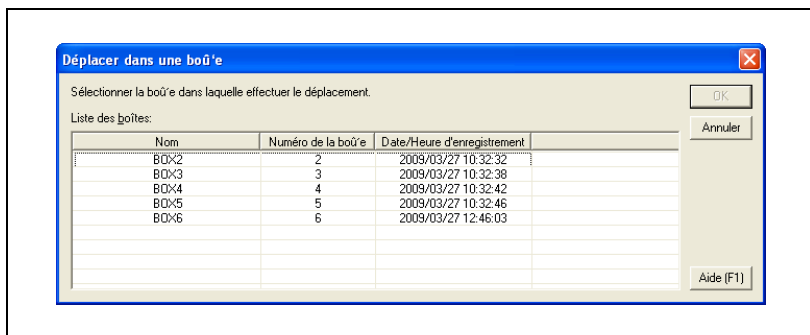 Déplacer dans une boû'e
Sélectionner la boû´e dans laquelle effectuer le déplacement.
OK
Liste des boîtes:
Annuler
Nom Numéro de la boû´e Date/Heure d'enregistrement
BOX2 2 2009/03/27 10:32:32
BOX3 3 2009/03/27 10:32:38
BOX4 4 2009/03/27 10:32:42
BOX5 5 2009/03/27 10:32:46
BOX6 6 2009/03/27 12:46:03
Aide (F1)